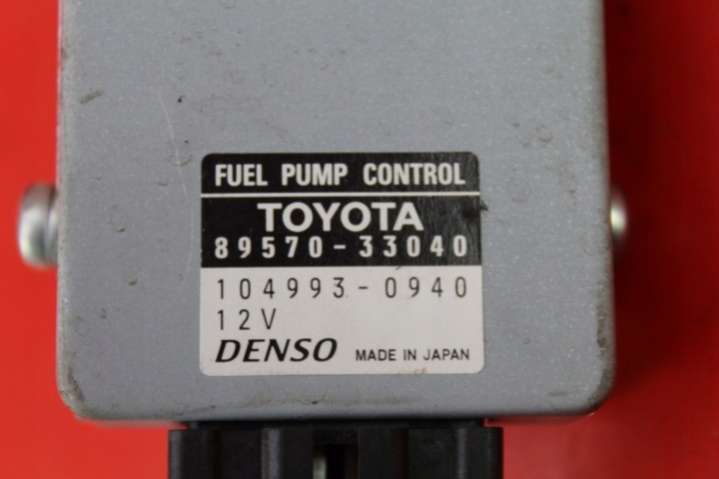 FUEL PUMP CONTROL
TOYOTA
89570-33040
104993-0940
12V
DENSO MADE IN JAPAN